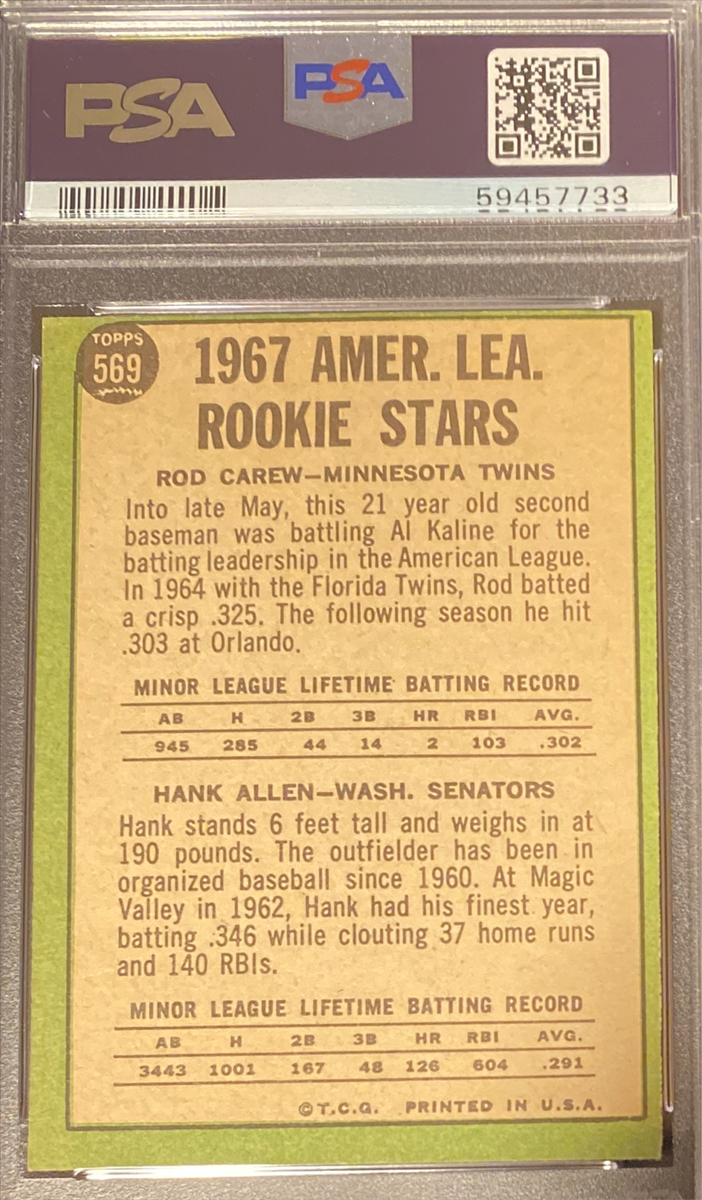 PSA
PSA
59457733
TOPPS
569
1967 AMER. LEA.
ROOKIE STARS
ROD CAREW—MINNESOTA TWINS
Into late May, this 21 year old second
baseman was battling Al Kaline for the
batting leadership in the American League.
In 1964 with the Florida Twins, Rod batted
a crisp .325. The following season he hit
.303 at Orlando.
MINOR LEAGUE LIFETIME BATTING RECORD
AB H 2B 3B HR RBI AVG.
945 285 44 14 2 103 .302
HANK ALLEN—WASH. SENATORS
Hank stands 6 feet tall and weighs in at
190 pounds. The outfielder has been in
organized baseball since 1960. At Magic
Valley in 1962, Hank had his finest year,
batting .346 while clouting 37 home runs
and 140 RBIs.
MINOR LEAGUE LIFETIME BATTING RECORD
AB H 2B 3B HR RBI AVG.
3443 1001 167 48 126 604 .291
©T.C.G. PRINTED IN U.S.A.